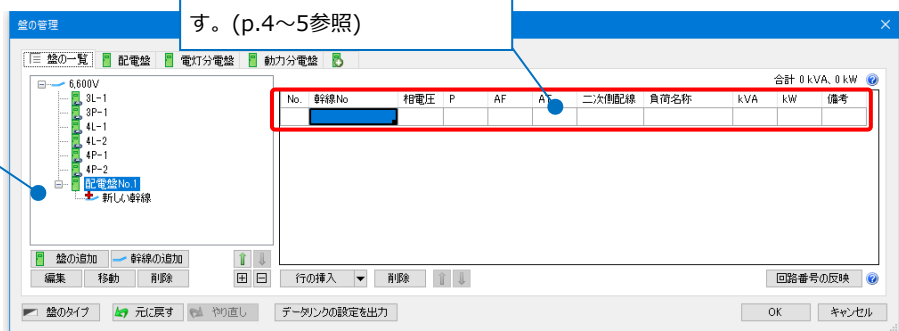 す。(p.4～5参照)
盤の管理
盤の一覧 配電盤 電灯分電盤 動力分電盤
合計 0 kVA、0 kW
6,600V
3L-1
3P-1
4L-1
4L-2
4P-1
4P-2
配電盤No.1
新しい幹線
No. 幹線No 相電圧 P AF AT 二次側配線 負荷名称 kVA kW 備考
盤の追加 幹線の追加
編集 移動 削除 行の挿入 削除 回路番号の反映
盤のタイプ 元に戻す やり直し データリンクの設定を出力 OK キャンセル